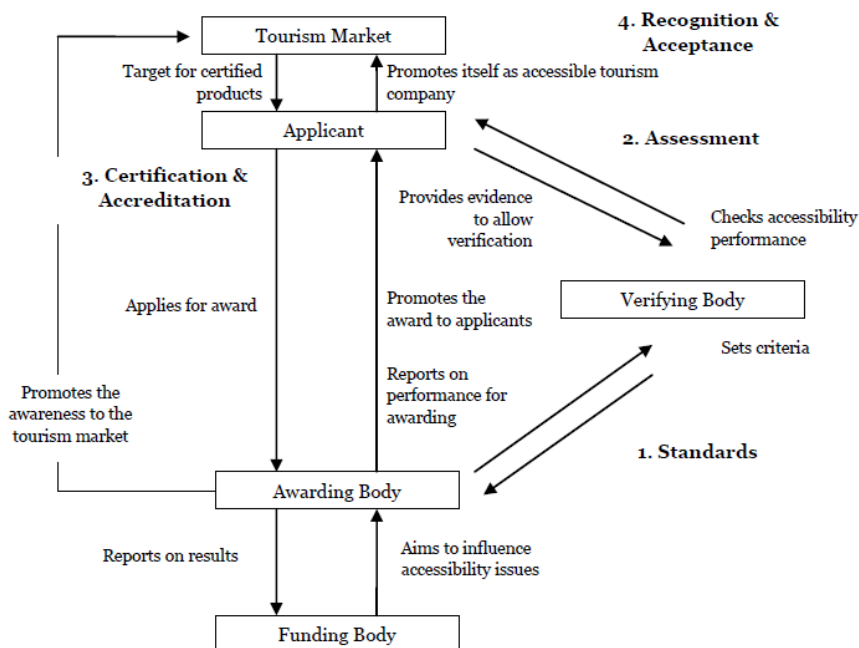 Tourism Market
4. Recognition &
Acceptance
Target for certified
products
Promotes itself as accessible tourism
company
Applicant
2. Assessment
3. Certification &
Accreditation
Provides evidence
to allow
verification
Checks accessibility
performance
Applies for award
Promotes the
award to applicants
Verifying Body
Sets criteria
Promotes the
awareness to the
tourism market
Reports on
performance for
awarding
1. Standards
Awarding Body
Reports on results
Aims to influence
accessibility issues
Funding Body